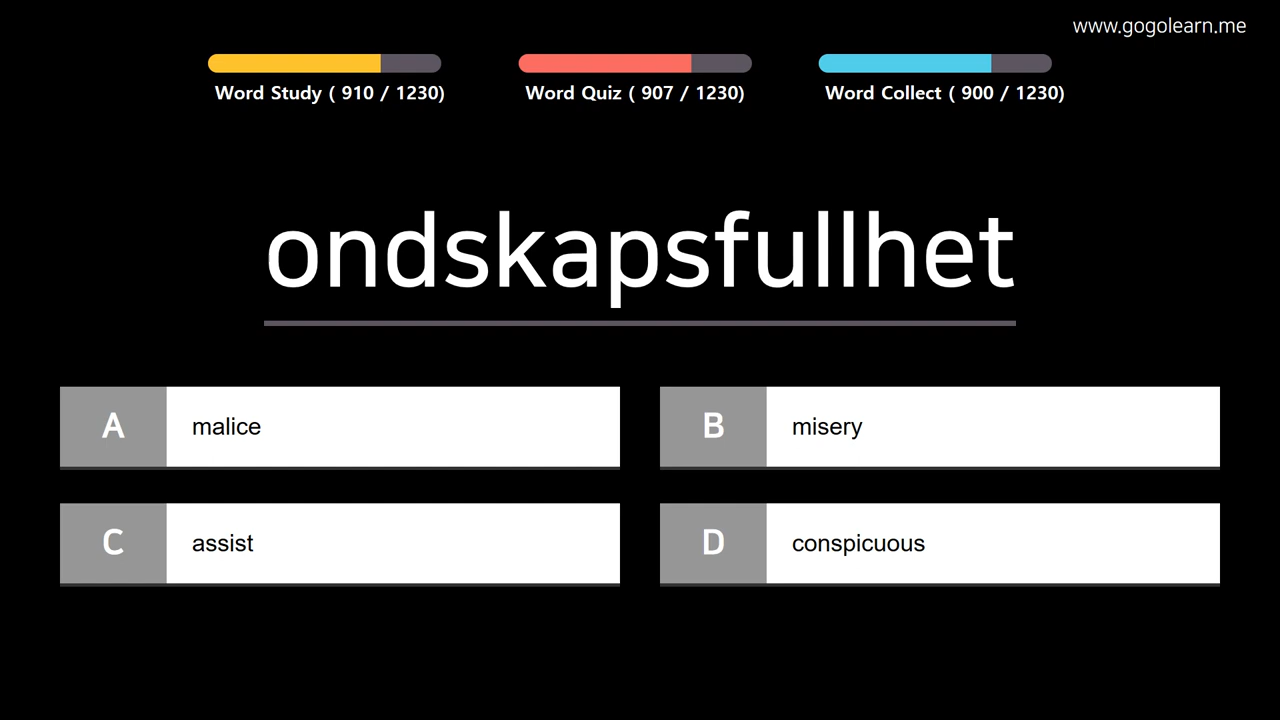 www.gogolearn.me
Word Study ( 910 / 1230)
Word Quiz ( 907 / 1230)
Word Collect ( 900 / 1230)
ondskapsfullhet
A malice
B misery
C assist
D conspicuous